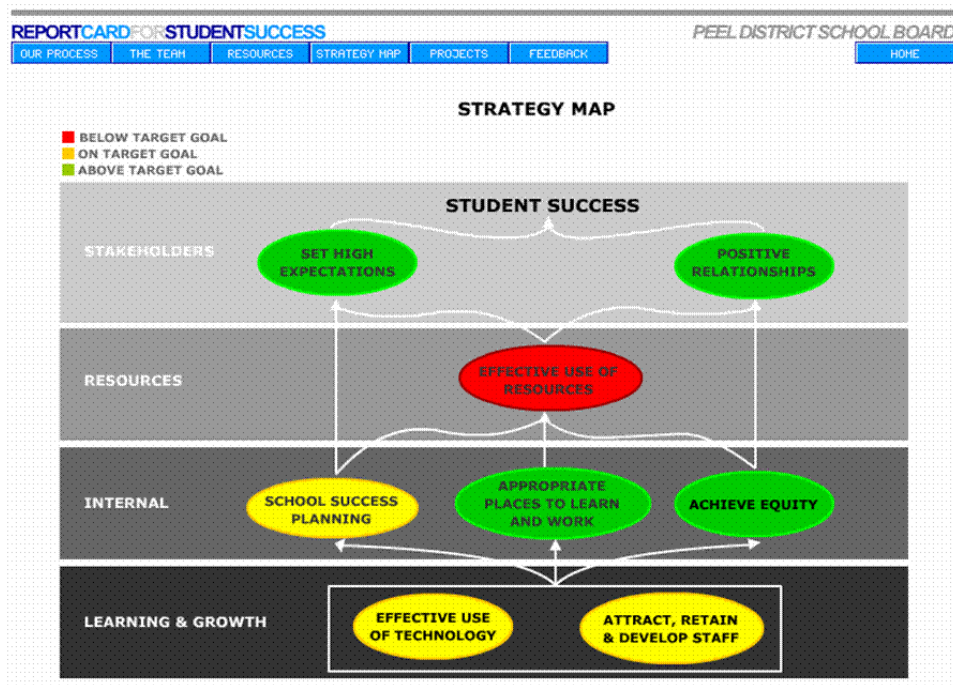 REPORTCARDFORSTUDENTSUCCESS
PEEL DISTRICT SCHOOL BOARD
OUR PROCESS THE TEAM RESOURCES STRATEGY MAP PROJECTS FEEDBACK HOME
STRATEGY MAP
BELOW TARGET GOAL
ON TARGET GOAL
ABOVE TARGET GOAL
STUDENT SUCCESS
STAKEHOLDERS
SET HIGH
EXPECTATIONS
POSITIVE
RELATIONSHIPS
RESOURCES
EFFECTIVE USE OF
RESOURCES
INTERNAL
SCHOOL SUCCESS
PLANNING
APPROPRIATE
PLACES TO LEARN
AND WORK
ACHIEVE EQUITY
LEARNING & GROWTH
EFFECTIVE USE
OF TECHNOLOGY
ATTRACT, RETAIN
& DEVELOP STAFF